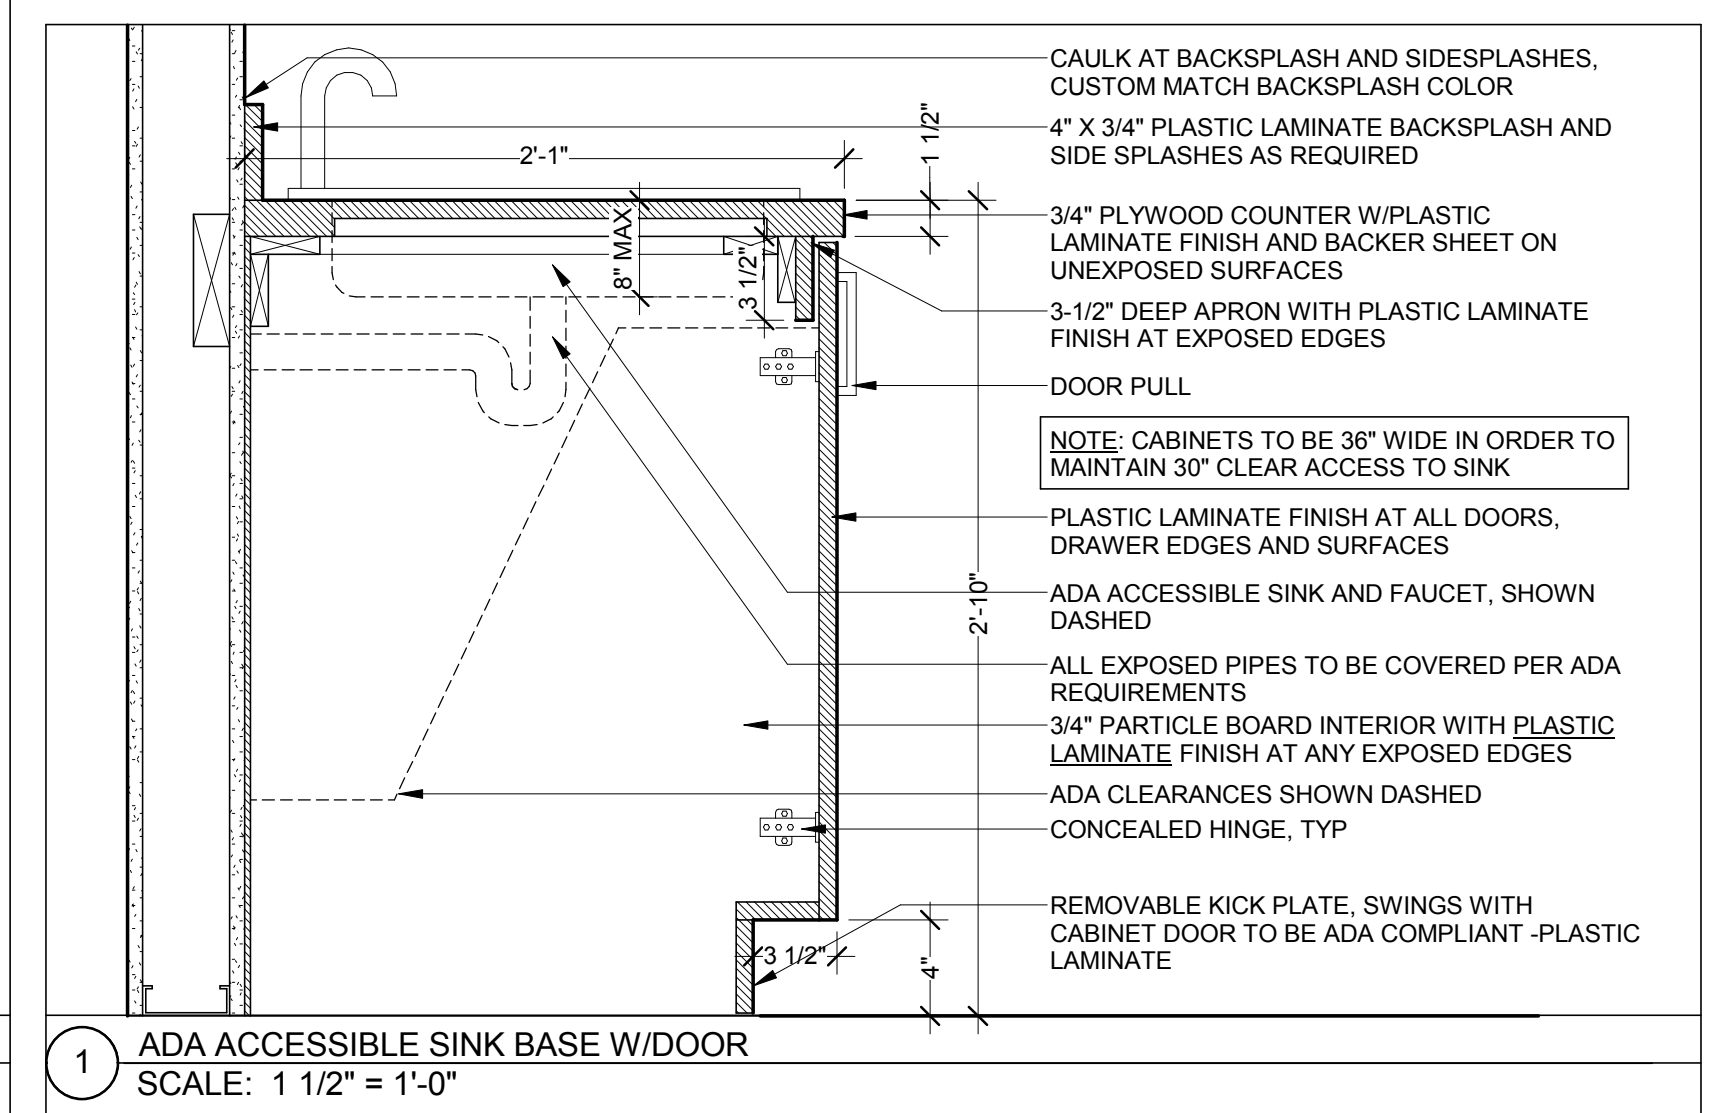 CAULK AT BACKSPLASH AND SIDESPLASHES,
CUSTOM MATCH BACKSPLASH COLOR
4" X 3/4" PLASTIC LAMINATE BACKSPLASH AND
SIDE SPLASHES AS REQUIRED
1 1/2"
2'-1"
3/4" PLYWOOD COUNTER W/PLASTIC
LAMINATE FINISH AND BACKER SHEET ON
UNEXPOSED SURFACES
8" MAX
3 1/2"
3-1/2" DEEP APRON WITH PLASTIC LAMINATE
FINISH AT EXPOSED EDGES
DOOR PULL
NOTE: CABINETS TO BE 36" WIDE IN ORDER TO
MAINTAIN 30" CLEAR ACCESS TO SINK
PLASTIC LAMINATE FINISH AT ALL DOORS,
DRAWER EDGES AND SURFACES
2'-10"
ADA ACCESSIBLE SINK AND FAUCET, SHOWN
DASHED
ALL EXPOSED PIPES TO BE COVERED PER ADA
REQUIREMENTS
3/4" PARTICLE BOARD INTERIOR WITH PLASTIC
LAMINATE FINISH AT ANY EXPOSED EDGES
ADA CLEARANCES SHOWN DASHED
CONCEALED HINGE, TYP
REMOVABLE KICK PLATE, SWINGS WITH
CABINET DOOR TO BE ADA COMPLIANT -PLASTIC
LAMINATE
3 1/2"
4"
1
ADA ACCESSIBLE SINK BASE W/DOOR
SCALE: 1 1/2" = 1'-0"